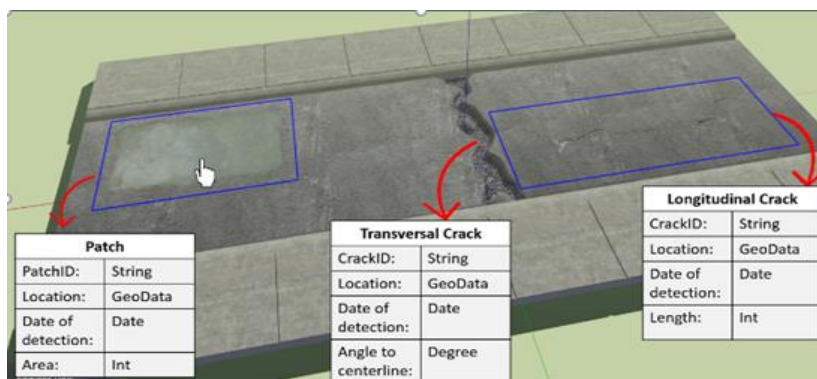 Patch
PatchID: String
Location: GeoData
Date of
detection: Date
Area: Int
Transversal Crack
CrackID: String
Location: GeoData
Date of
detection: Date
Angle to
centerline: Degree
Longitudinal Crack
CrackID: String
Location: GeoData
Date of
detection: Date
Length: Int